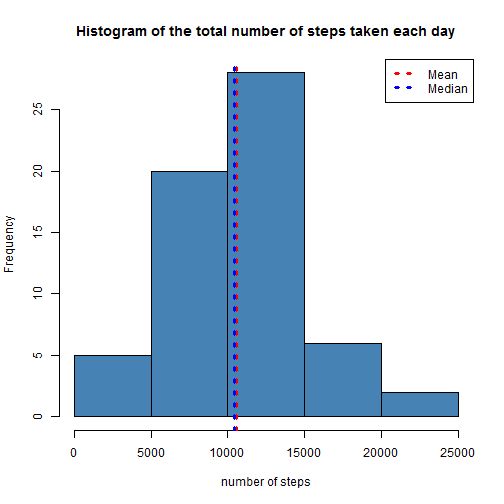 Histogram of the total number of steps taken each day
Mean
Median
Frequency
25
20
15
10
5
0
0 5000 10000 15000 20000 25000
number of steps